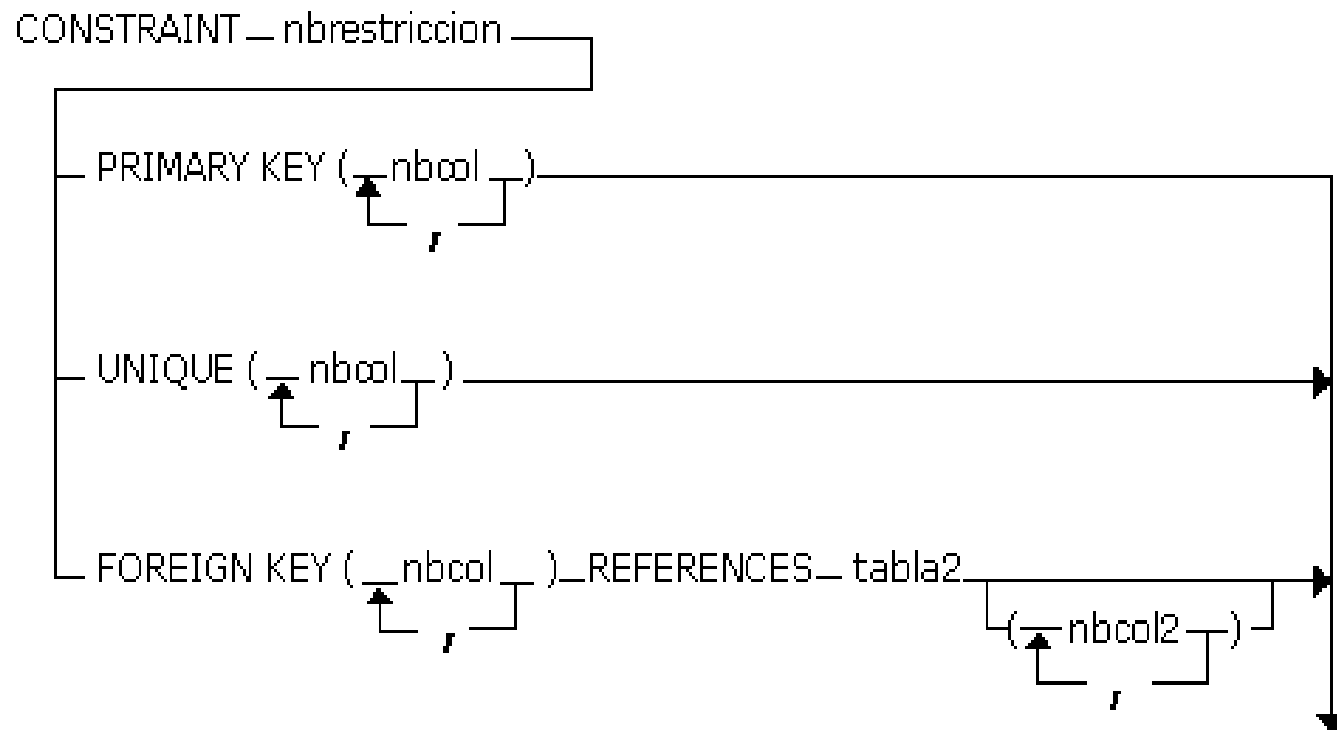 CONSTRAINT nbrestriccion
PRIMARY KEY ( nbcol )
,
UNIQUE ( nbcol )
,
FOREIGN KEY ( nbcol ) REFERENCES tabla2
( nbcol2 )
,
,